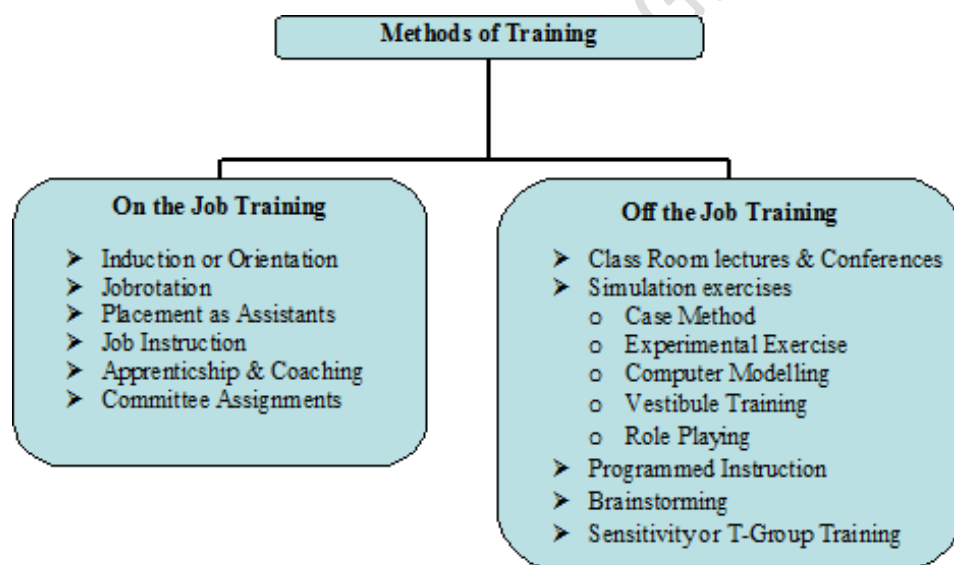 Methods of Training
On the Job Training
➤ Induction or Orientation
➤ Jobrotation
➤ Placement as Assistants
➤ Job Instruction
➤ Apprenticship & Coaching
➤ Committee Assignments
Off the Job Training
➤ Class Room lectures & Conferences
➤ Simulation exercises
o Case Method
o Experimental Exercise
o Computer Modelling
o Vestibule Training
o Role Playing
➤ Programmed Instruction
➤ Brainstorming
➤ Sensitivity or T-Group Training